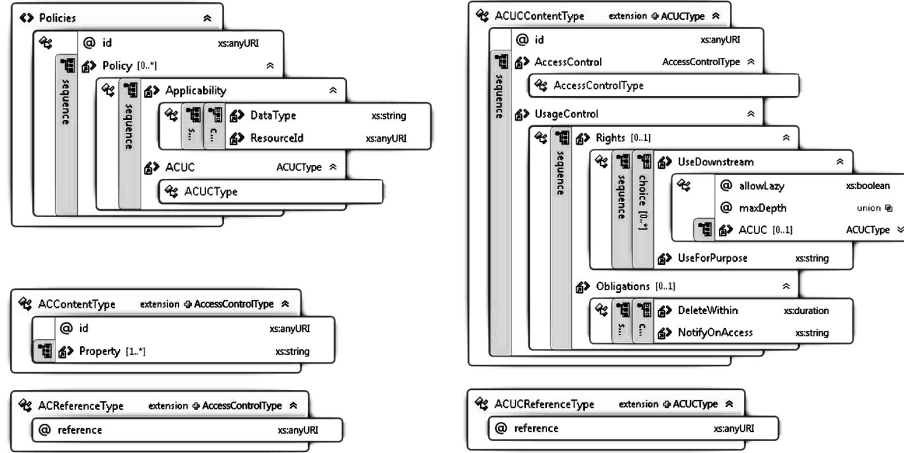 Policies
@ id xs:anyURI
sequence
Policy [0..*]
sequence
Applicability
s...
c...
DataType xs:string
ResourceId xs:anyURI
ACUC ACUCType
ACUCType
ACContentType extension AccessControlType
@ id xs:anyURI
Property [1..*] xs:string
ACReferenceType extension AccessControlType
@ reference xs:anyURI
ACUCContentType extension ACUCType
@ id xs:anyURI
sequence
AccessControl AccessControlType
AccessControlType
UsageControl
sequence
Rights [0..1]
sequence
choice [0..*]
UseDownstream
@ allowLazy xs:boolean
@ maxDepth union
ACUC [0..1] ACUCType
UseForPurpose xs:string
Obligations [0..1]
s...
c...
DeleteWithin xs:duration
NotifyOnAccess xs:string
ACUCReferenceType extension ACUCType
@ reference xs:anyURI